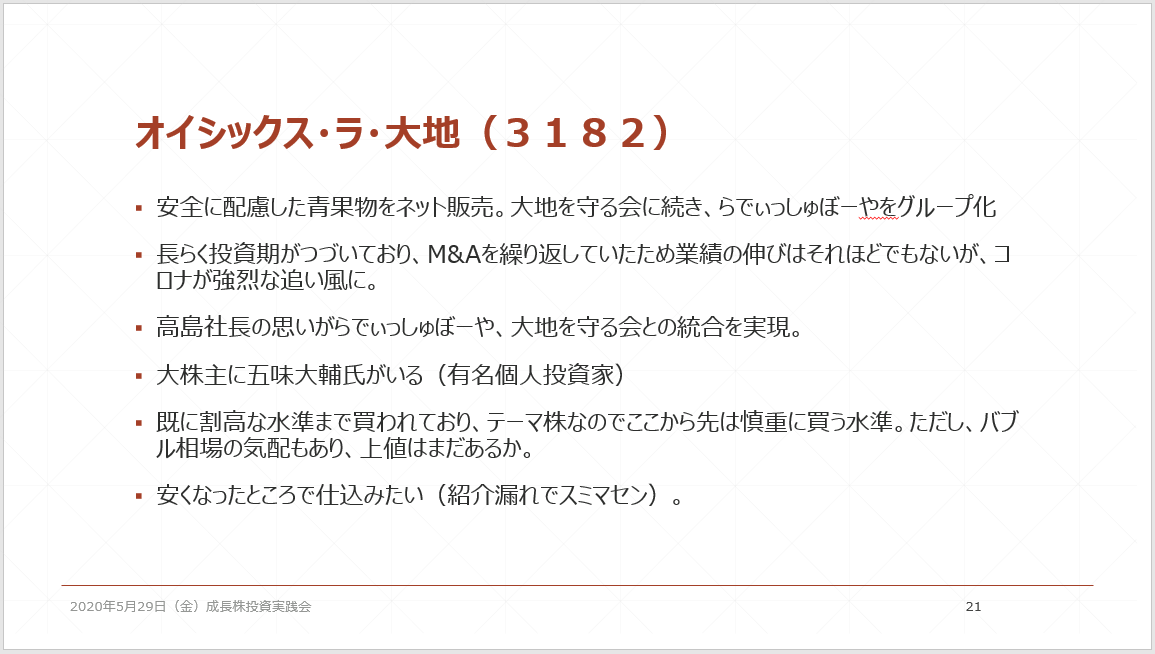 オイシックス・ラ・大地（３１８２）
▪ 安全に配慮した青果物をネット販売。大地を守る会に続き、らでぃっしゅぼーやをグループ化
▪ 長らく投資期がつづいており、M&Aを繰り返していたため業績の伸びはそれほどでもないが、コ
ロナが強烈な追い風に。
▪ 高島社長の思いがらでぃっしゅぼーや、大地を守る会との統合を実現。
▪ 大株主に五味大輔氏がいる（有名個人投資家）
▪ 既に割高な水準まで買われており、テーマ株なのでここから先は慎重に買う水準。ただし、バブ
ル相場の気配もあり、上値はまだあるか。
▪ 安くなったところで仕込みたい（紹介漏れでスミマセン）。
2020年5月29日（金）成長株投資実践会
21